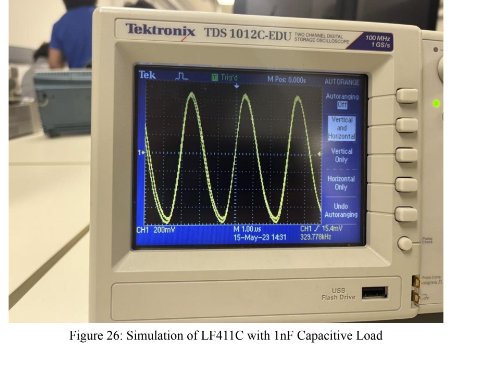 Tektronix TDS 1012C-EDU TWO CHANNEL DIGITAL STORAGE OSCILLOSCOPE 100 MHz 1 GS/s
Tek Trig'd M Pos: 0.000s AUTORANGE
Autoranging
Off
Vertical
and
Horizontal
Vertical
Only
Horizontal
Only
Undo
Autoranging
1
CH1 200mV M 1.00us CH1 15.4mV
15-May-23 14:31 323.778kHz
USB
Flash Drive
Figure 26: Simulation of LF411C with 1nF Capacitive Load